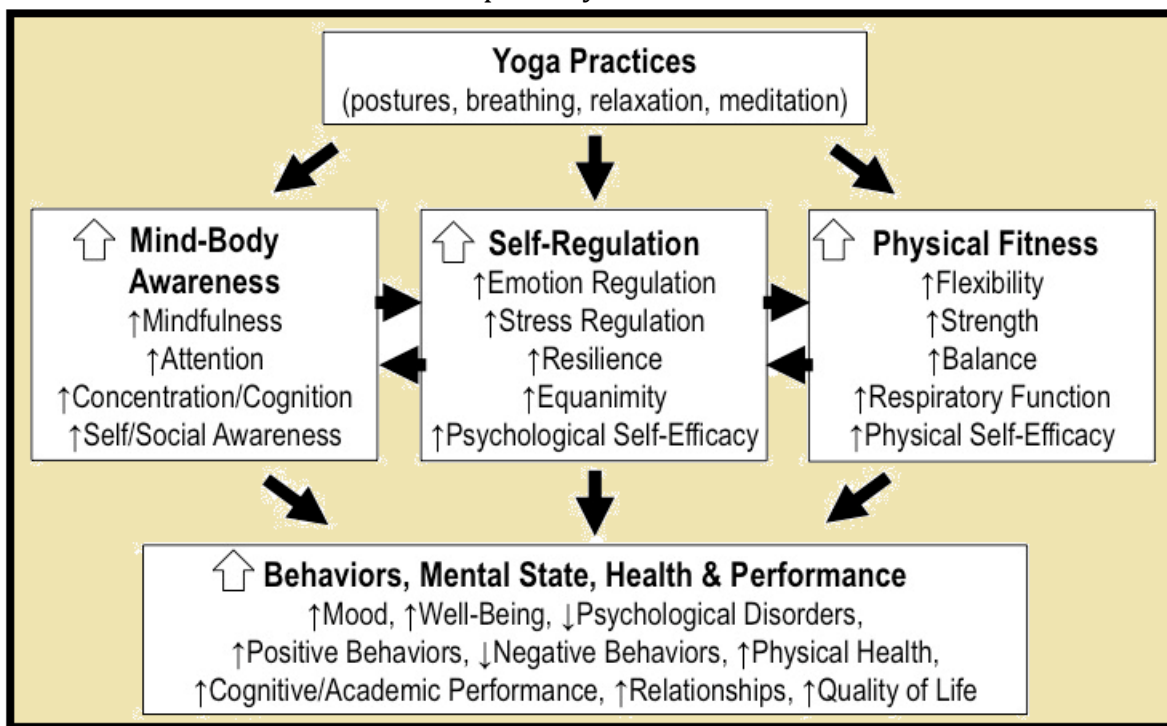 Yoga Practices
(postures, breathing, relaxation, meditation)
Mind-Body
Awareness
↑Mindfulness
↑Attention
↑Concentration/Cognition
↑Self/Social Awareness
Self-Regulation
↑Emotion Regulation
↑Stress Regulation
↑Resilience
↑Equanimity
↑Psychological Self-Efficacy
Physical Fitness
↑Flexibility
↑Strength
↑Balance
↑Respiratory Function
↑Physical Self-Efficacy
Behaviors, Mental State, Health & Performance
↑Mood, ↑Well-Being, ↓Psychological Disorders,
↑Positive Behaviors, ↓Negative Behaviors, ↑Physical Health,
↑Cognitive/Academic Performance, ↑Relationships, ↑Quality of Life